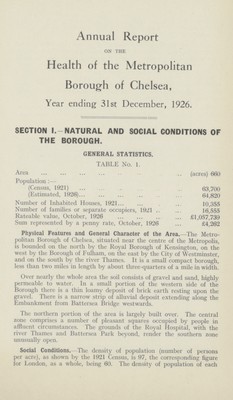 Annual Report
ON THE
Health of the Metropolitan
Borough of Chelsea,
Year ending 31st December, 1926.
SECTION I.—NATURAL AND SOCIAL CONDITIONS OF
THE BOROUGH.
GENERAL STATISTICS.
TABLE No. 1.
Area ... ... ... ... ... ... (acres) 660
Population:—
(Census, 1921) ... ... ... ... ... 63,700
(Estimated, 1926) ... ... ... ... ... 64,820
Number of Inhabited Houses, 1921 ... ... ... 10,355
Number of families or separate occupiers, 1921 ... ... 16,535
Rateable value, October, 1926 ... ... ... £1,037,730
Sum represented by a penny rate, October, 1926 ... ... £4,262
Physical Features and General Character of the Area.—The Metro-
politan Borough of Chelsea, situated near the centre of the Metropolis,
is bounded on the north by the Royal Borough of Kensington, on the
west by the Borough of Fulham, on the east by the City of Westminster,
and on the south by the river Thames. It is a small compact borough,
less than two miles in length by about three-quarters of a mile in width.
Over nearly the whole area the soil consists of gravel and sand, highly
permeable to water. In a small portion of the western side of the
Borough there is a thin loamy deposit of brick earth resting upon the
gravel. There is a narrow strip of alluvial deposit extending along the
Embankment from Battersea Bridge westwards.
The northern portion of the area is largely built over. The central
zone comprises a number of pleasant squares occupied by people in
affluent circumstances. The grounds of the Royal Hospital, with the
river Thames and Battersea Park beyond, render the southern zone
unusually open.
Social Conditions.—The density of population (number of persons
per acre), as shown by the 1921 Census, is 97, the corresponding figure
for London, as a whole, being 60. The density of population of each